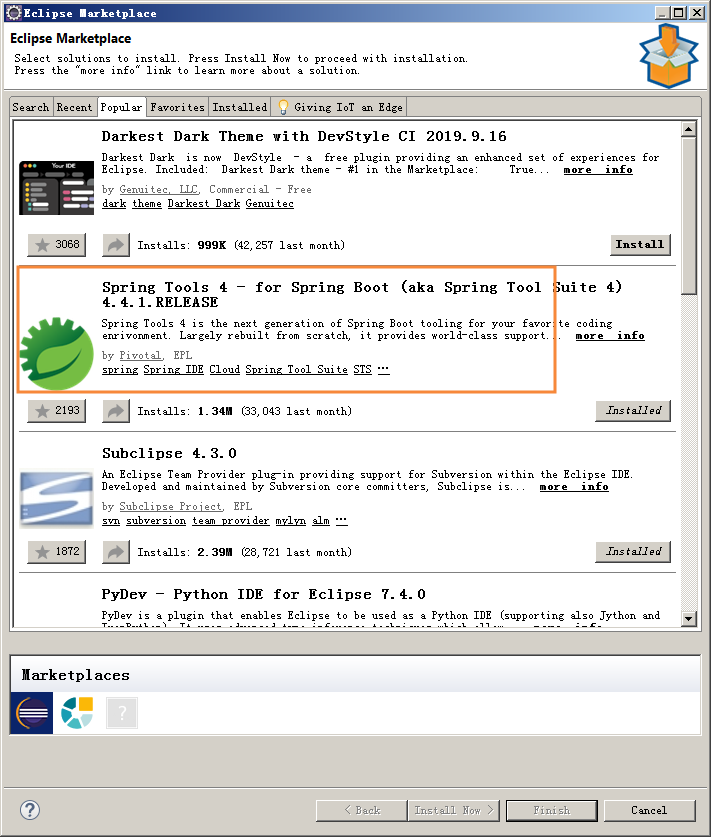 Eclipse Marketplace
Eclipse Marketplace
Select solutions to install. Press Install Now to proceed with installation.
Press the "more info" link to learn more about a solution.
Search Recent Popular Favorites Installed Giving IoT an Edge
Darkest Dark Theme with DevStyle CI 2019.9.16
Your IDE
Darkest Dark is now DevStyle - a free plugin providing an enhanced set of experiences for
Eclipse. Included: Darkest Dark theme - #1 in the Marketplace: True... more info
by Genuitec, LLC, Commercial - Free
dark theme Darkest Dark Genuitec
3068 Installs: 999K (42,257 last month) Install
Spring Tools 4 - for Spring Boot (aka Spring Tool Suite 4)
4.4.1.RELEASE
Spring Tools 4 is the next generation of Spring Boot tooling for your favorite coding
enrivonment. Largely rebuilt from scratch, it provides world-class support... more info
by Pivotal, EPL
spring Spring IDE Cloud Spring Tool Suite STS ...
2193 Installs: 1.34M (33,043 last month) Installed
Subclipse 4.3.0
An Eclipse Team Provider plug-in providing support for Subversion within the Eclipse IDE.
Developed and maintained by Subversion core committers, Subclipse is... more info
by Subclipse Project, EPL
svn subversion team provider mylyn alm ...
1872 Installs: 2.39M (28,721 last month) Installed
PyDev - Python IDE for Eclipse 7.4.0
PyDev is a plugin that enables Eclipse to be used as a Python IDE (supporting also Jython and
Marketplaces
?
? < Back Install Now > Finish Cancel